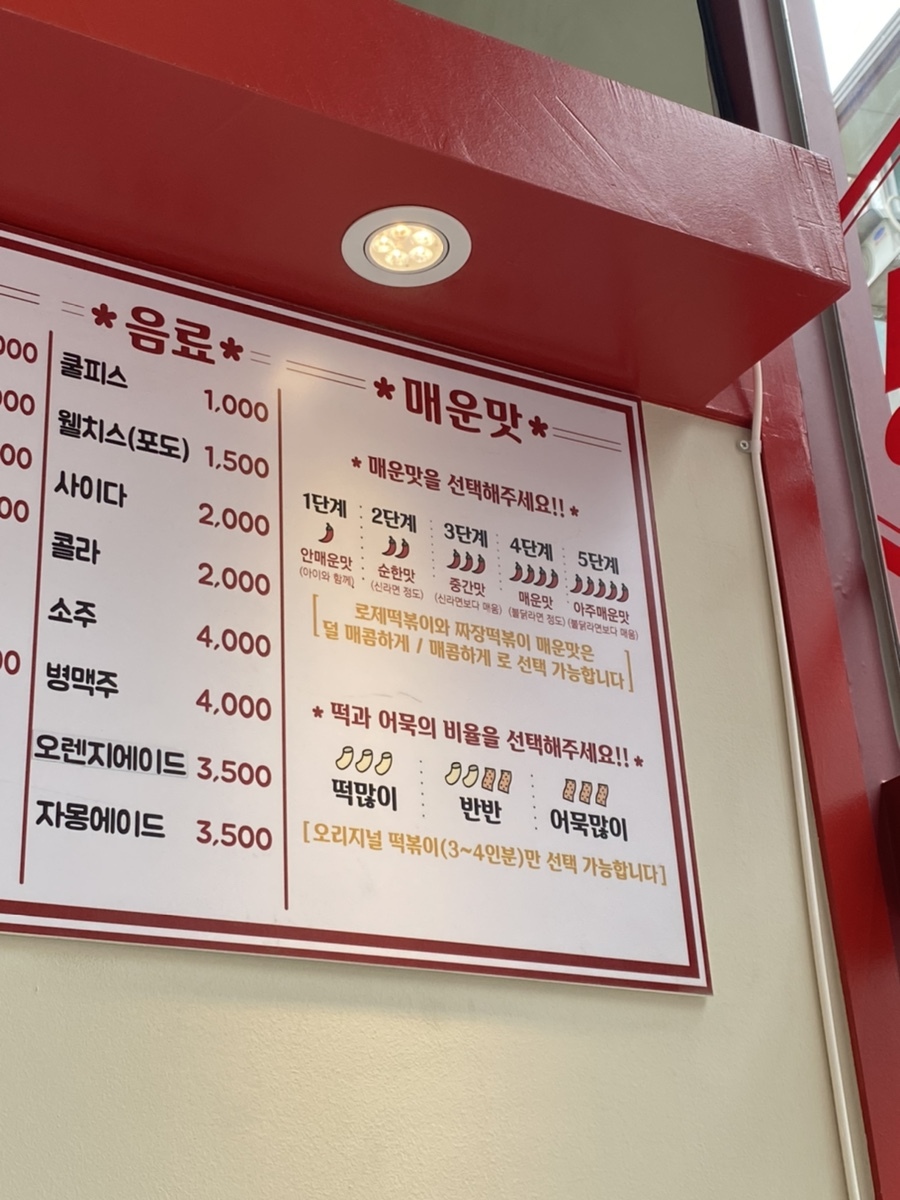 000
000
000
000
000
*음료*
쿨피스 1,000
웰치스(포도) 1,500
사이다 2,000
콜라 2,000
소주 4,000
병맥주 4,000
오렌지에이드 3,500
자몽에이드 3,500
*매운맛*
* 매운맛을 선택해주세요!! *
1단계 2단계 3단계 4단계 5단계
안매운맛 순한맛 중간맛 매운맛 아주매운맛
(아이와 함께) (신라면 정도) (신라면보다 매움) (불닭라면 정도) (불닭라면보다 매움)
[로제떡볶이와 짜장떡볶이 매운맛은
덜 매콤하게 / 매콤하게 로 선택 가능합니다]
* 떡과 어묵의 비율을 선택해주세요!! *
떡많이 반반 어묵많이
[오리지널 떡볶이(3~4인분)만 선택 가능합니다]